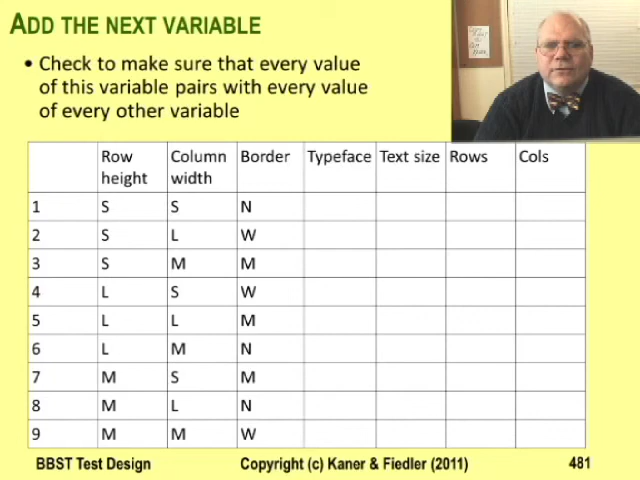 ADD THE NEXT VARIABLE
• Check to make sure that every value
of this variable pairs with every value
of every other variable
Row height Column width Border Typeface Text size Rows Cols
1 S S N
2 S L W
3 S M M
4 L S W
5 L L M
6 L M N
7 M S M
8 M L N
9 M M W
BBST Test Design Copyright (c) Kaner & Fiedler (2011) 481